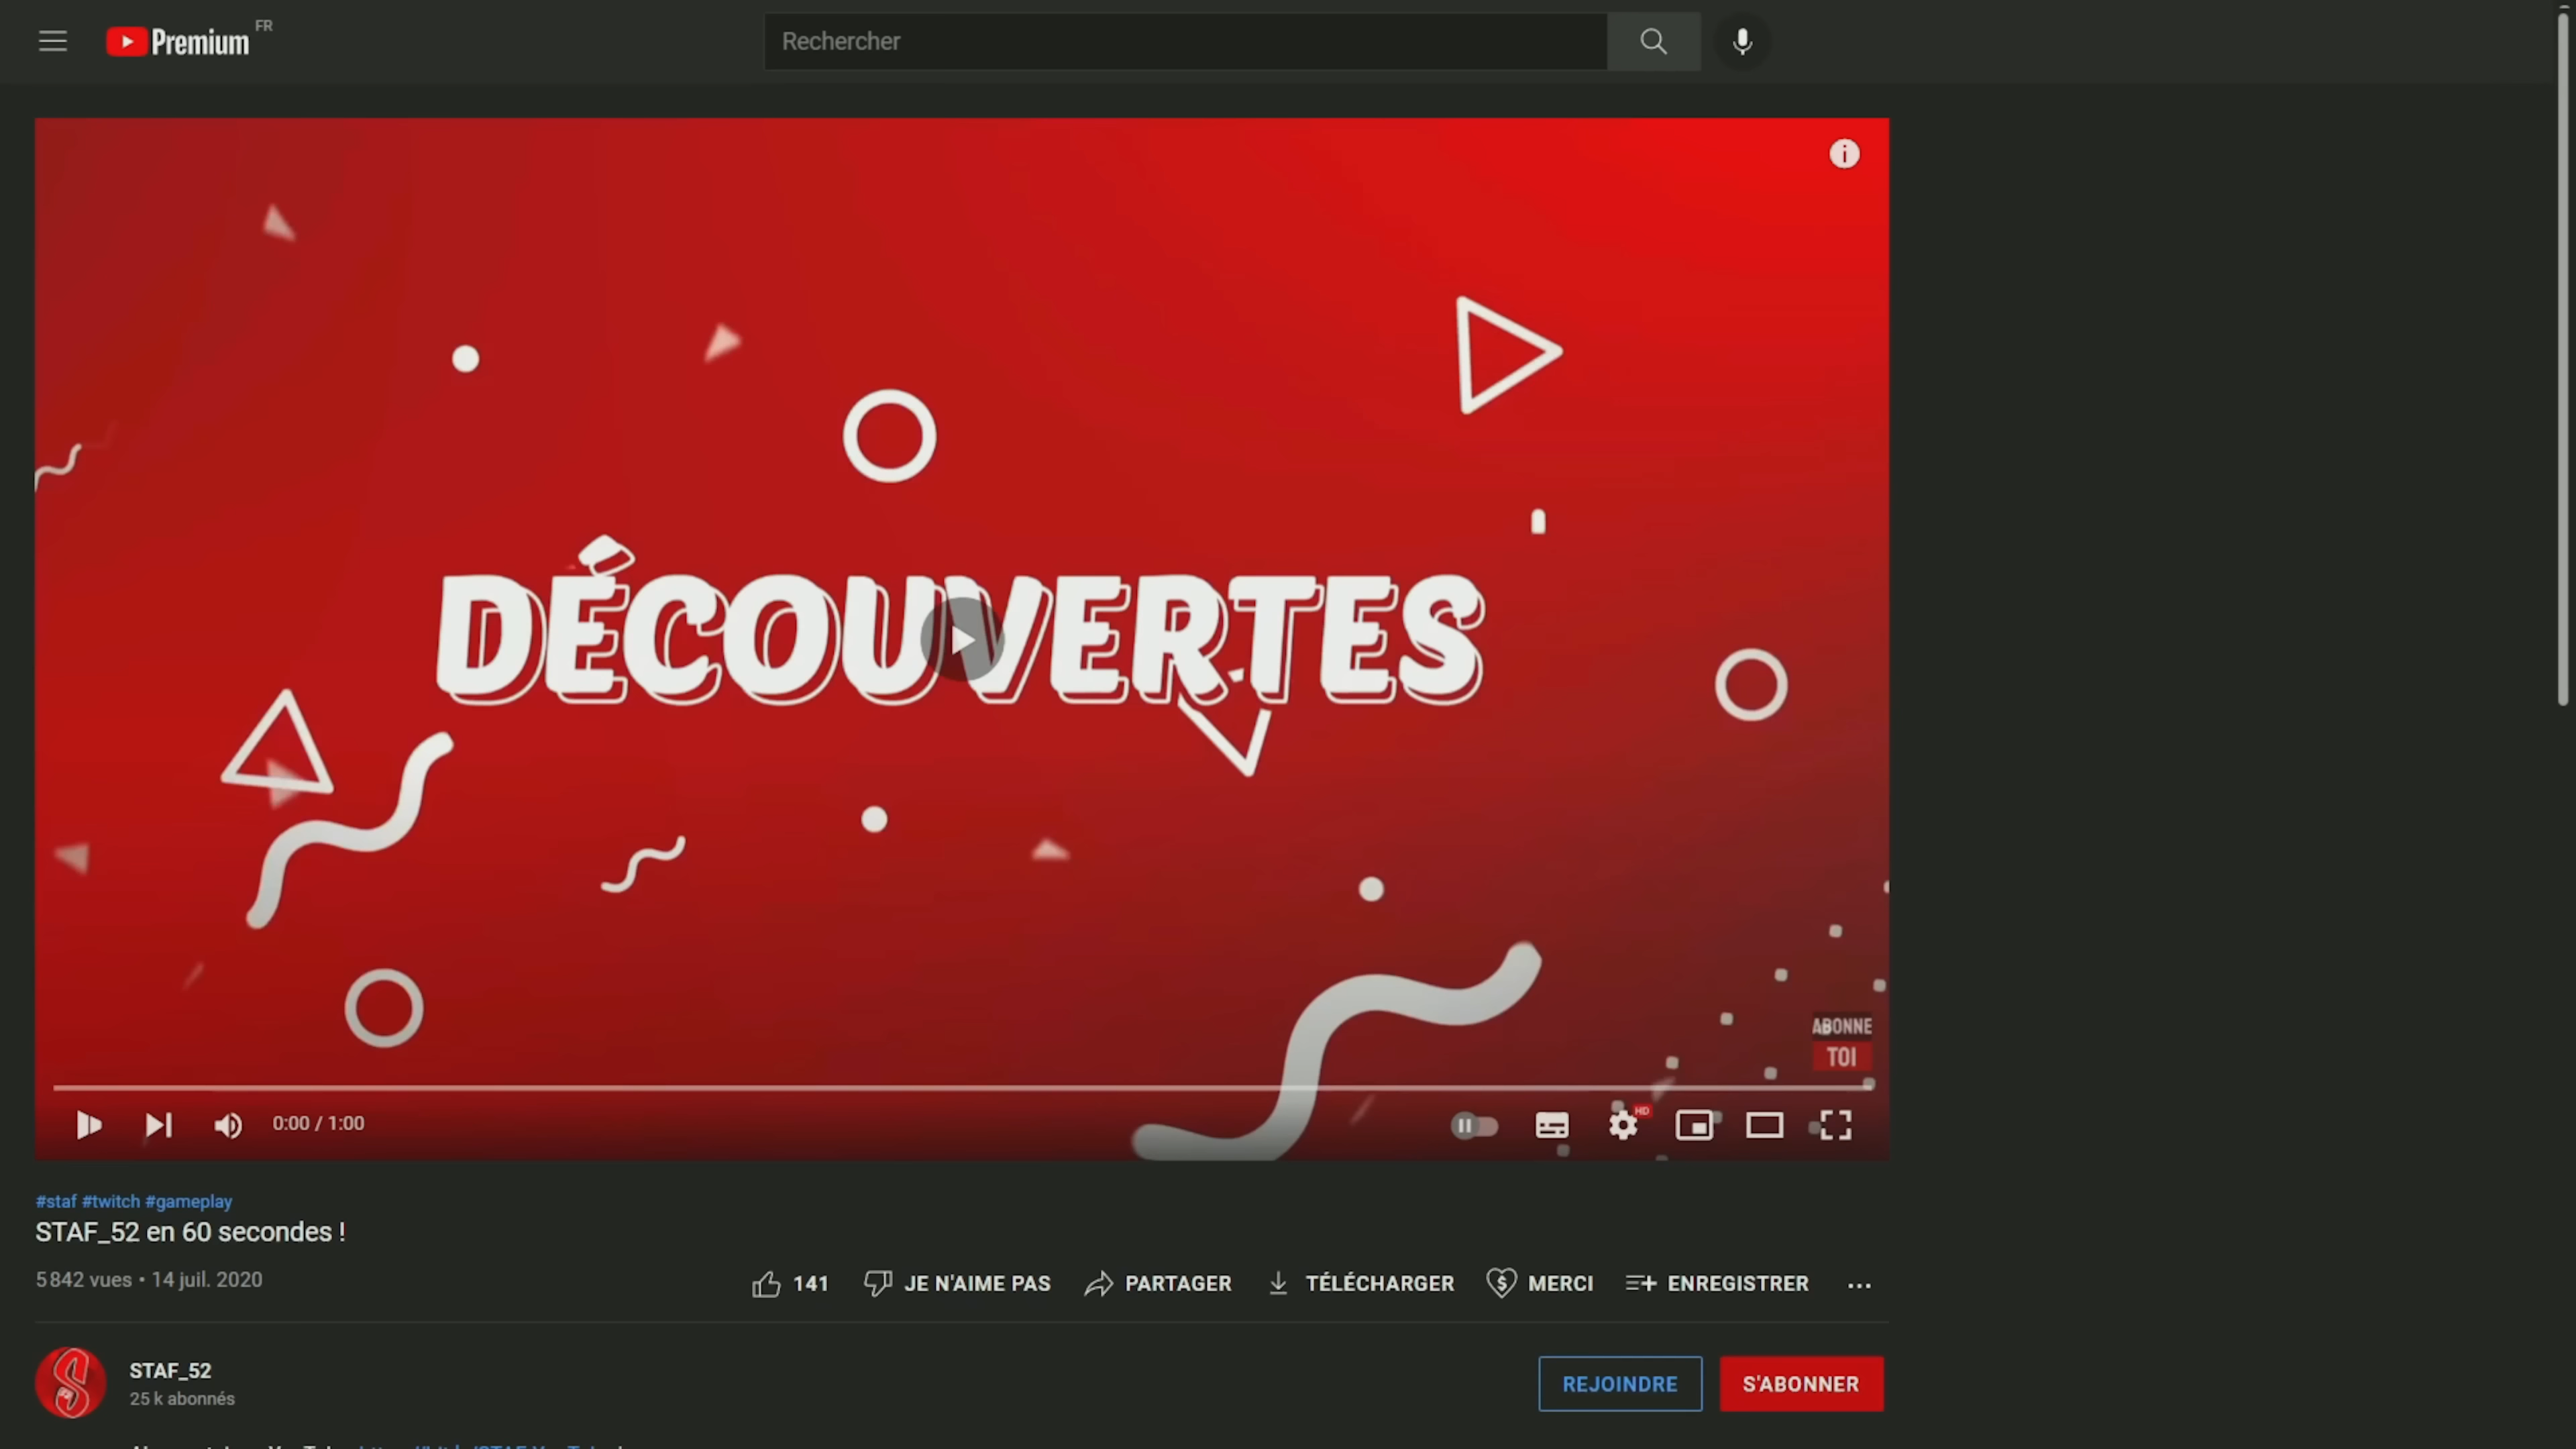 Premium FR
Rechercher
DÉCOUVERTES
ABONNE
TOI
0:00 / 1:00
HD
#staf #twitch #gameplay
STAF_52 en 60 secondes !
5 842 vues • 14 juil. 2020
141 JE N'AIME PAS PARTAGER TÉLÉCHARGER MERCI ENREGISTRER ...
STAF_52
25 k abonnés
REJOINDRE S'ABONNER